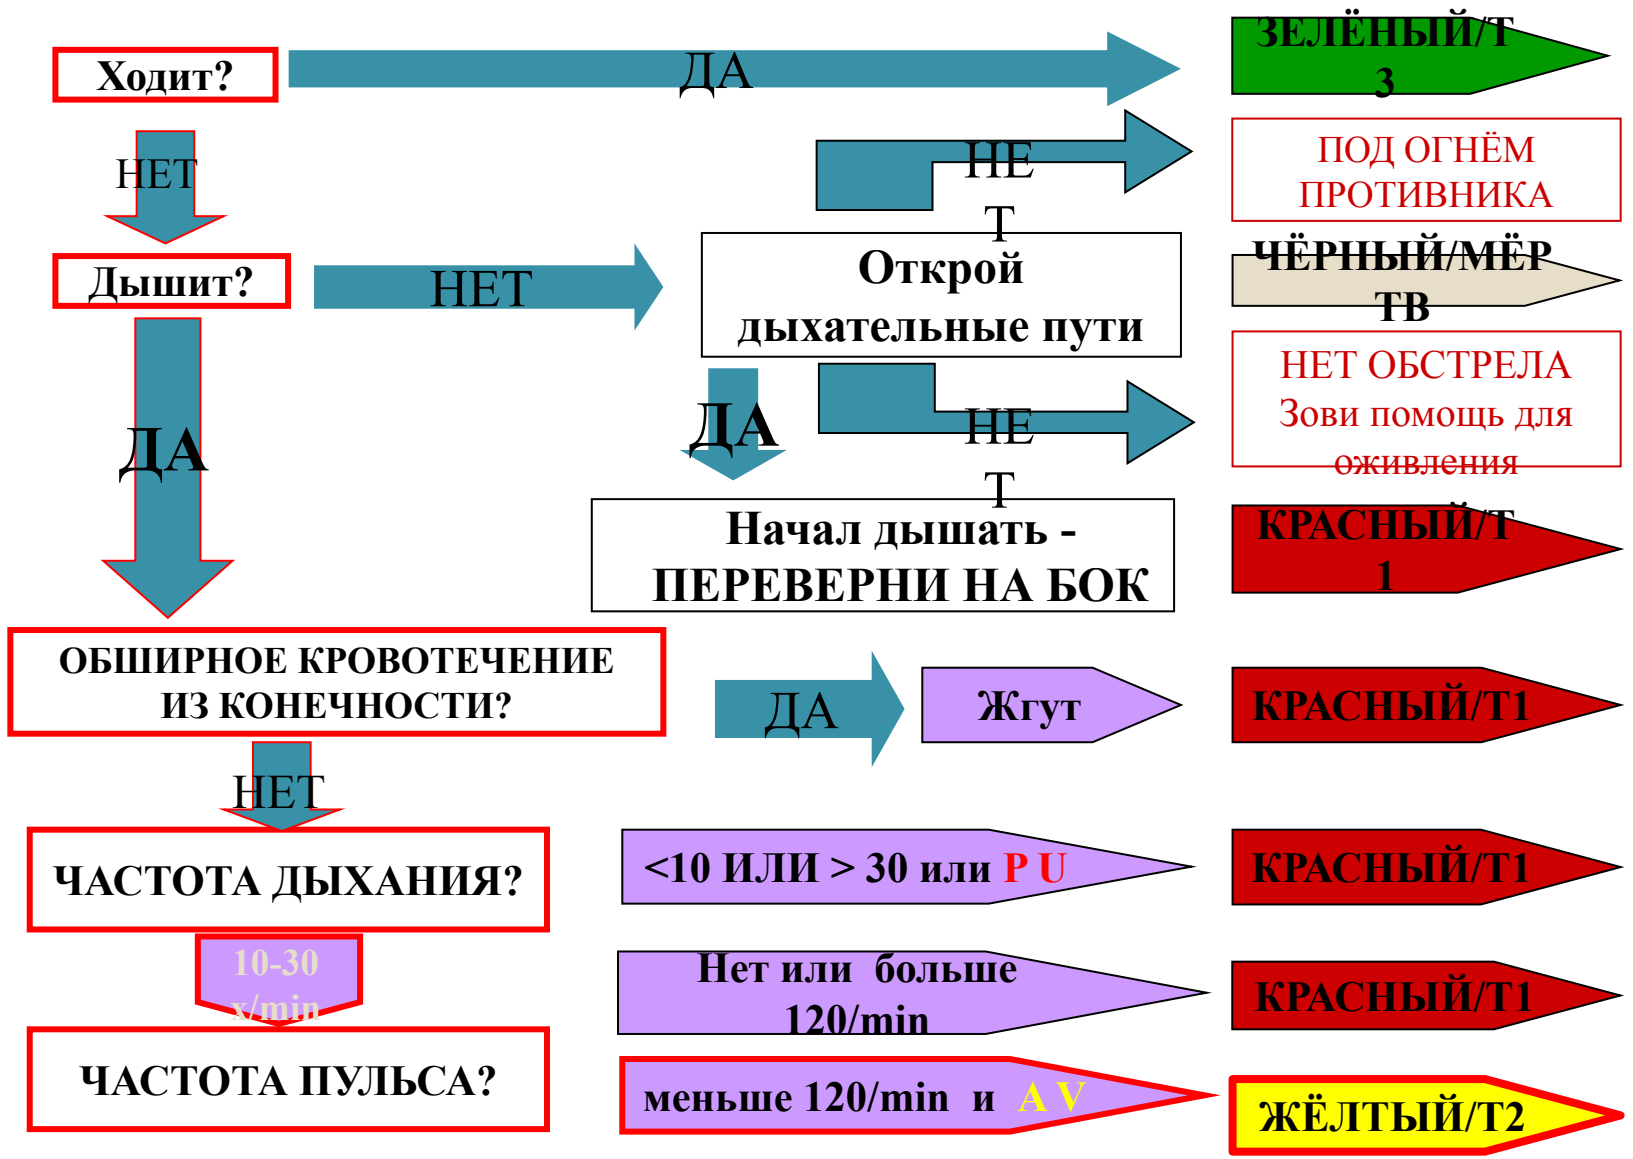 Ходит?
ДА
ЗЕЛЁНЫЙ/Т
3
НЕТ
НЕ
Т
ПОД ОГНЁМ
ПРОТИВНИКА
Дышит?
НЕТ
Открой
дыхательные пути
ЧЁРНЫЙ/МЁР
ТВ
ДА
ДА
НЕ
Т
НЕТ ОБСТРЕЛА
Зови помощь для
оживления
Начал дышать -
ПЕРЕВЕРНИ НА БОК
КРАСНЫЙ/Т
1
ОБШИРНОЕ КРОВОТЕЧЕНИЕ
ИЗ КОНЕЧНОСТИ?
ДА
Жгут
КРАСНЫЙ/Т1
НЕТ
ЧАСТОТА ДЫХАНИЯ?
<10 ИЛИ > 30 или P U
КРАСНЫЙ/Т1
10-30
x/min
Нет или больше
120/min
КРАСНЫЙ/Т1
ЧАСТОТА ПУЛЬСА?
меньше 120/min и A V
ЖЁЛТЫЙ/Т2